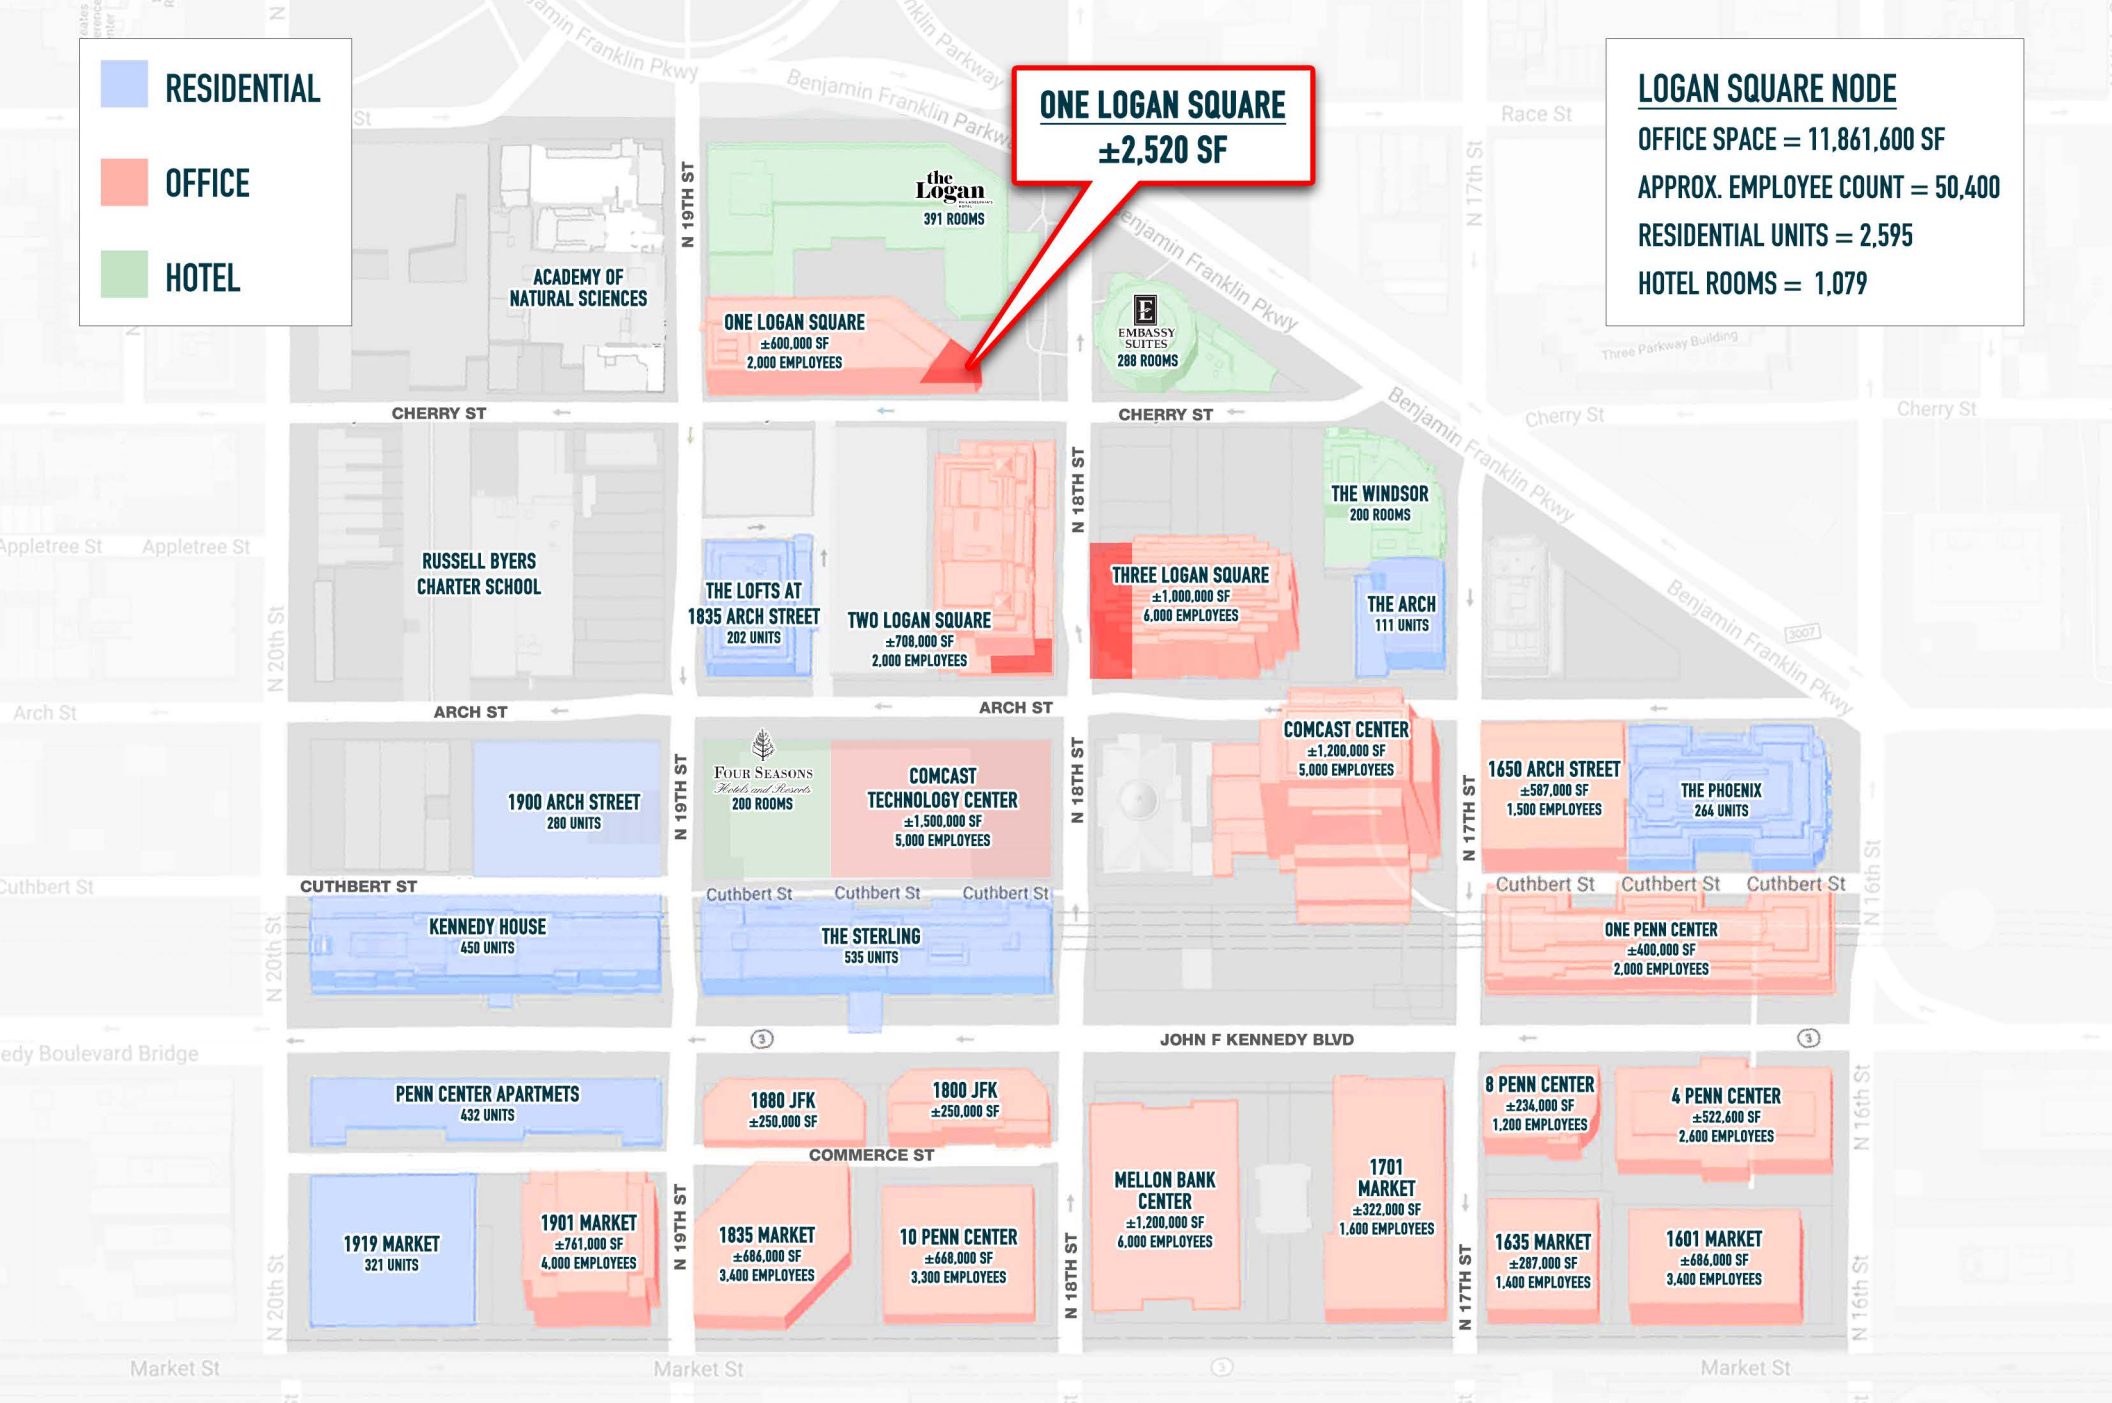 RESIDENTIAL
OFFICE
HOTEL
LOGAN SQUARE NODE
OFFICE SPACE = 11,861,600 SF
APPROX. EMPLOYEE COUNT = 50,400
RESIDENTIAL UNITS = 2,595
HOTEL ROOMS = 1,079
ONE LOGAN SQUARE
±2,520 SF
Benjamin Franklin Pkwy
Benjamin Franklin Parkway
Race St
St
N 17th St
N 19TH ST
the
Logan
391 ROOMS
ACADEMY OF
NATURAL SCIENCES
ONE LOGAN SQUARE
±600,000 SF
2,000 EMPLOYEES
E
EMBASSY
SUITES
288 ROOMS
Benjamin Franklin Pkwy
Three Parkway Building
CHERRY ST
CHERRY ST
Cherry St
Cherry St
Benjamin Franklin Pkwy
N 18TH ST
THE WINDSOR
200 ROOMS
Appletree St
Appletree St
RUSSELL BYERS
CHARTER SCHOOL
THE LOFTS AT
1835 ARCH STREET
202 UNITS
TWO LOGAN SQUARE
±708,000 SF
2,000 EMPLOYEES
THREE LOGAN SQUARE
±1,000,000 SF
6,000 EMPLOYEES
THE ARCH
111 UNITS
Benjamin Franklin Pkwy
3007
N 20th St
Arch St
ARCH ST
ARCH ST
1900 ARCH STREET
280 UNITS
N 19TH ST
FOUR SEASONS
Hotels and Resorts
200 ROOMS
COMCAST
TECHNOLOGY CENTER
±1,500,000 SF
5,000 EMPLOYEES
N 18TH ST
COMCAST CENTER
±1,200,000 SF
5,000 EMPLOYEES
N 17TH ST
1650 ARCH STREET
±587,000 SF
1,500 EMPLOYEES
THE PHOENIX
264 UNITS
N 16th St
Cuthbert St
CUTHBERT ST
Cuthbert St
Cuthbert St
Cuthbert St
Cuthbert St
Cuthbert St
Cuthbert St
N 20th St
KENNEDY HOUSE
450 UNITS
THE STERLING
535 UNITS
ONE PENN CENTER
±400,000 SF
2,000 EMPLOYEES
edy Boulevard Bridge
3
JOHN F KENNEDY BLVD
3
PENN CENTER APARTMETS
432 UNITS
1880 JFK
±250,000 SF
1800 JFK
±250,000 SF
8 PENN CENTER
±234,000 SF
1,200 EMPLOYEES
4 PENN CENTER
±522,600 SF
2,600 EMPLOYEES
N 16th St
COMMERCE ST
1919 MARKET
321 UNITS
1901 MARKET
±761,000 SF
4,000 EMPLOYEES
N 19TH ST
1835 MARKET
±686,000 SF
3,400 EMPLOYEES
10 PENN CENTER
±668,000 SF
3,300 EMPLOYEES
N 18TH ST
MELLON BANK
CENTER
±1,200,000 SF
6,000 EMPLOYEES
1701
MARKET
±322,000 SF
1,600 EMPLOYEES
N 17TH ST
1635 MARKET
±287,000 SF
1,400 EMPLOYEES
1601 MARKET
±686,000 SF
3,400 EMPLOYEES
N 20th St
N 16th St
Market St
Market St
3
Market St